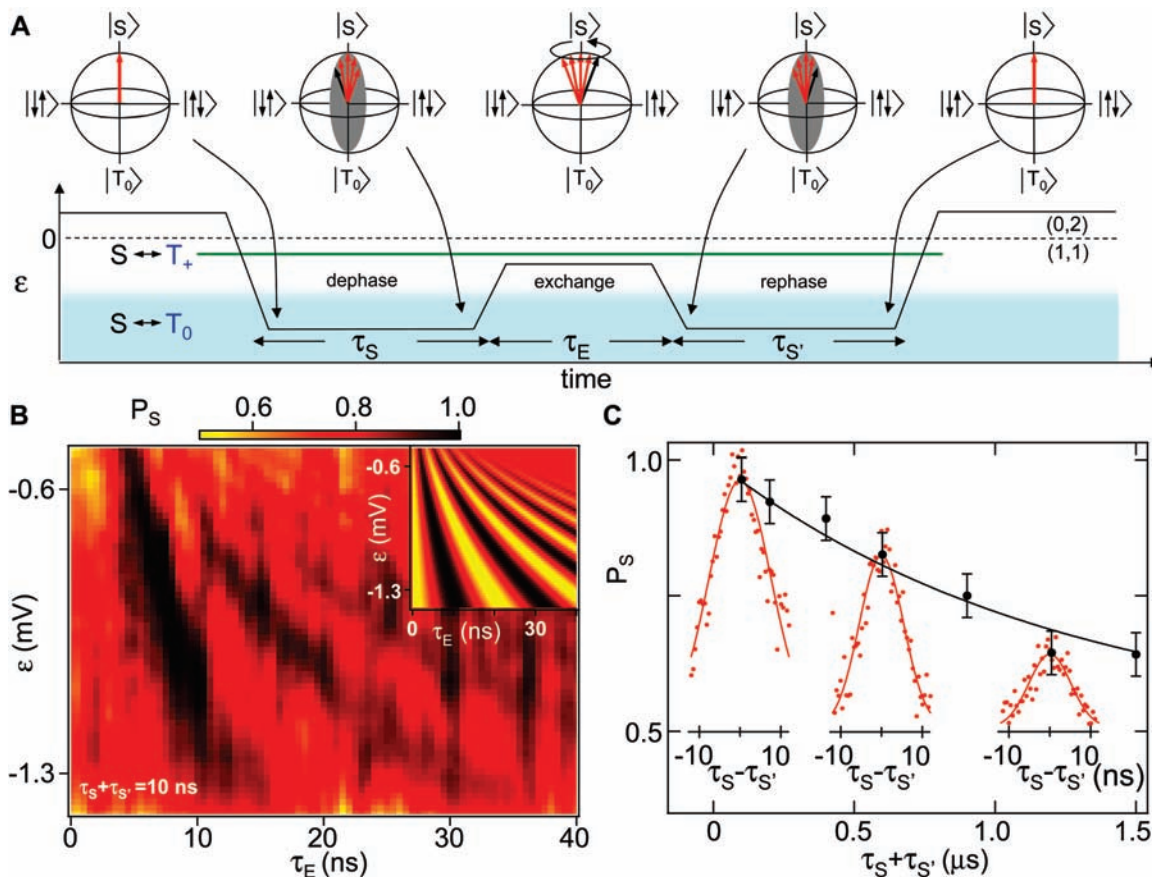 A
|S⟩ |S⟩ |S⟩ |S⟩ |S⟩
|↓↑⟩ |↑↓⟩ |↓↑⟩ |↑↓⟩ |↓↑⟩ |↑↓⟩ |↓↑⟩ |↑↓⟩ |↓↑⟩ |↑↓⟩
|T₀⟩ |T₀⟩ |T₀⟩ |T₀⟩ |T₀⟩
0
(0,2)
(1,1)
S ↔ T₊
ε
dephase exchange rephase
S ↔ T₀
τS τE τS'
time
B
PS 0.6 0.8 1.0
-0.6
-1.3
ε (mV)
-0.6
-1.3
ε (mV)
0 τE (ns) 30
τS+τS' =10 ns
0 10 20 30 40
τE (ns)
C
1.0
0.5
PS
-10 10 -10 10 -10 10
τS-τS' τS-τS' τS-τS' (ns)
0 0.5 1.0 1.5
τS+τS' (μs)